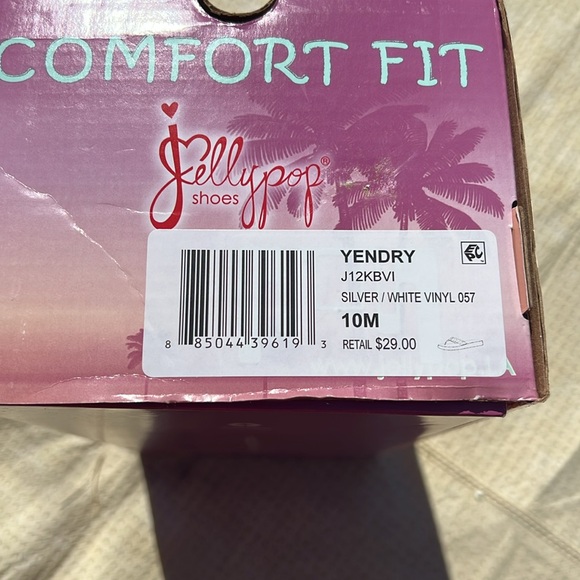 COMFORT FIT
Jellypop®
shoes
YENDRY
J12KBVI
SILVER / WHITE VINYL 057
10M
RETAIL $29.00
8 85044 39619 3